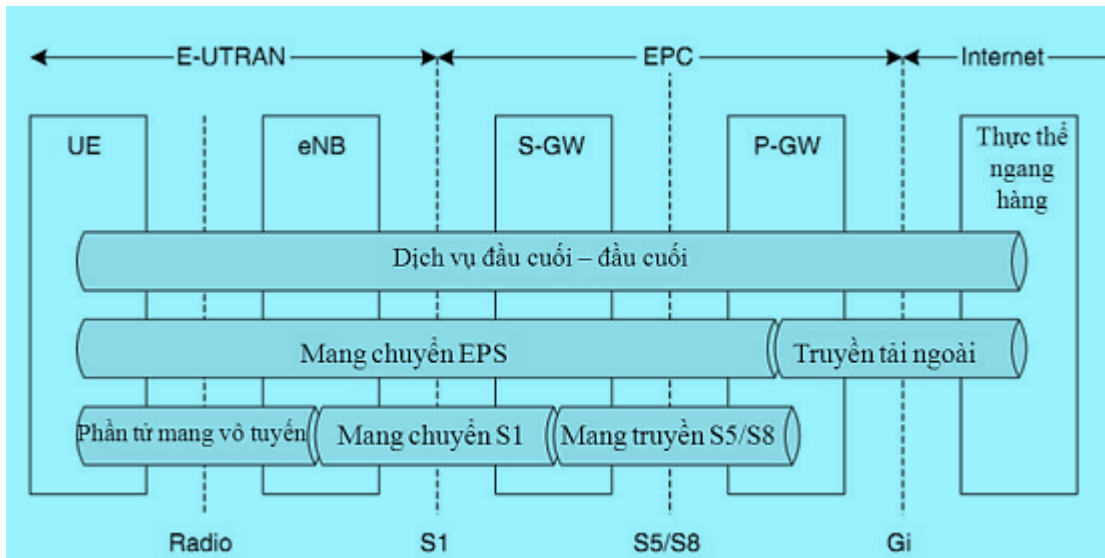 E-UTRAN EPC Internet
UE eNB S-GW P-GW Thực thể
ngang
hàng
Dịch vụ đầu cuối – đầu cuối
Mang chuyển EPS Truyền tải ngoài
Phần tử mang vô tuyến Mang chuyển S1 Mang truyền S5/S8
Radio S1 S5/S8 Gi